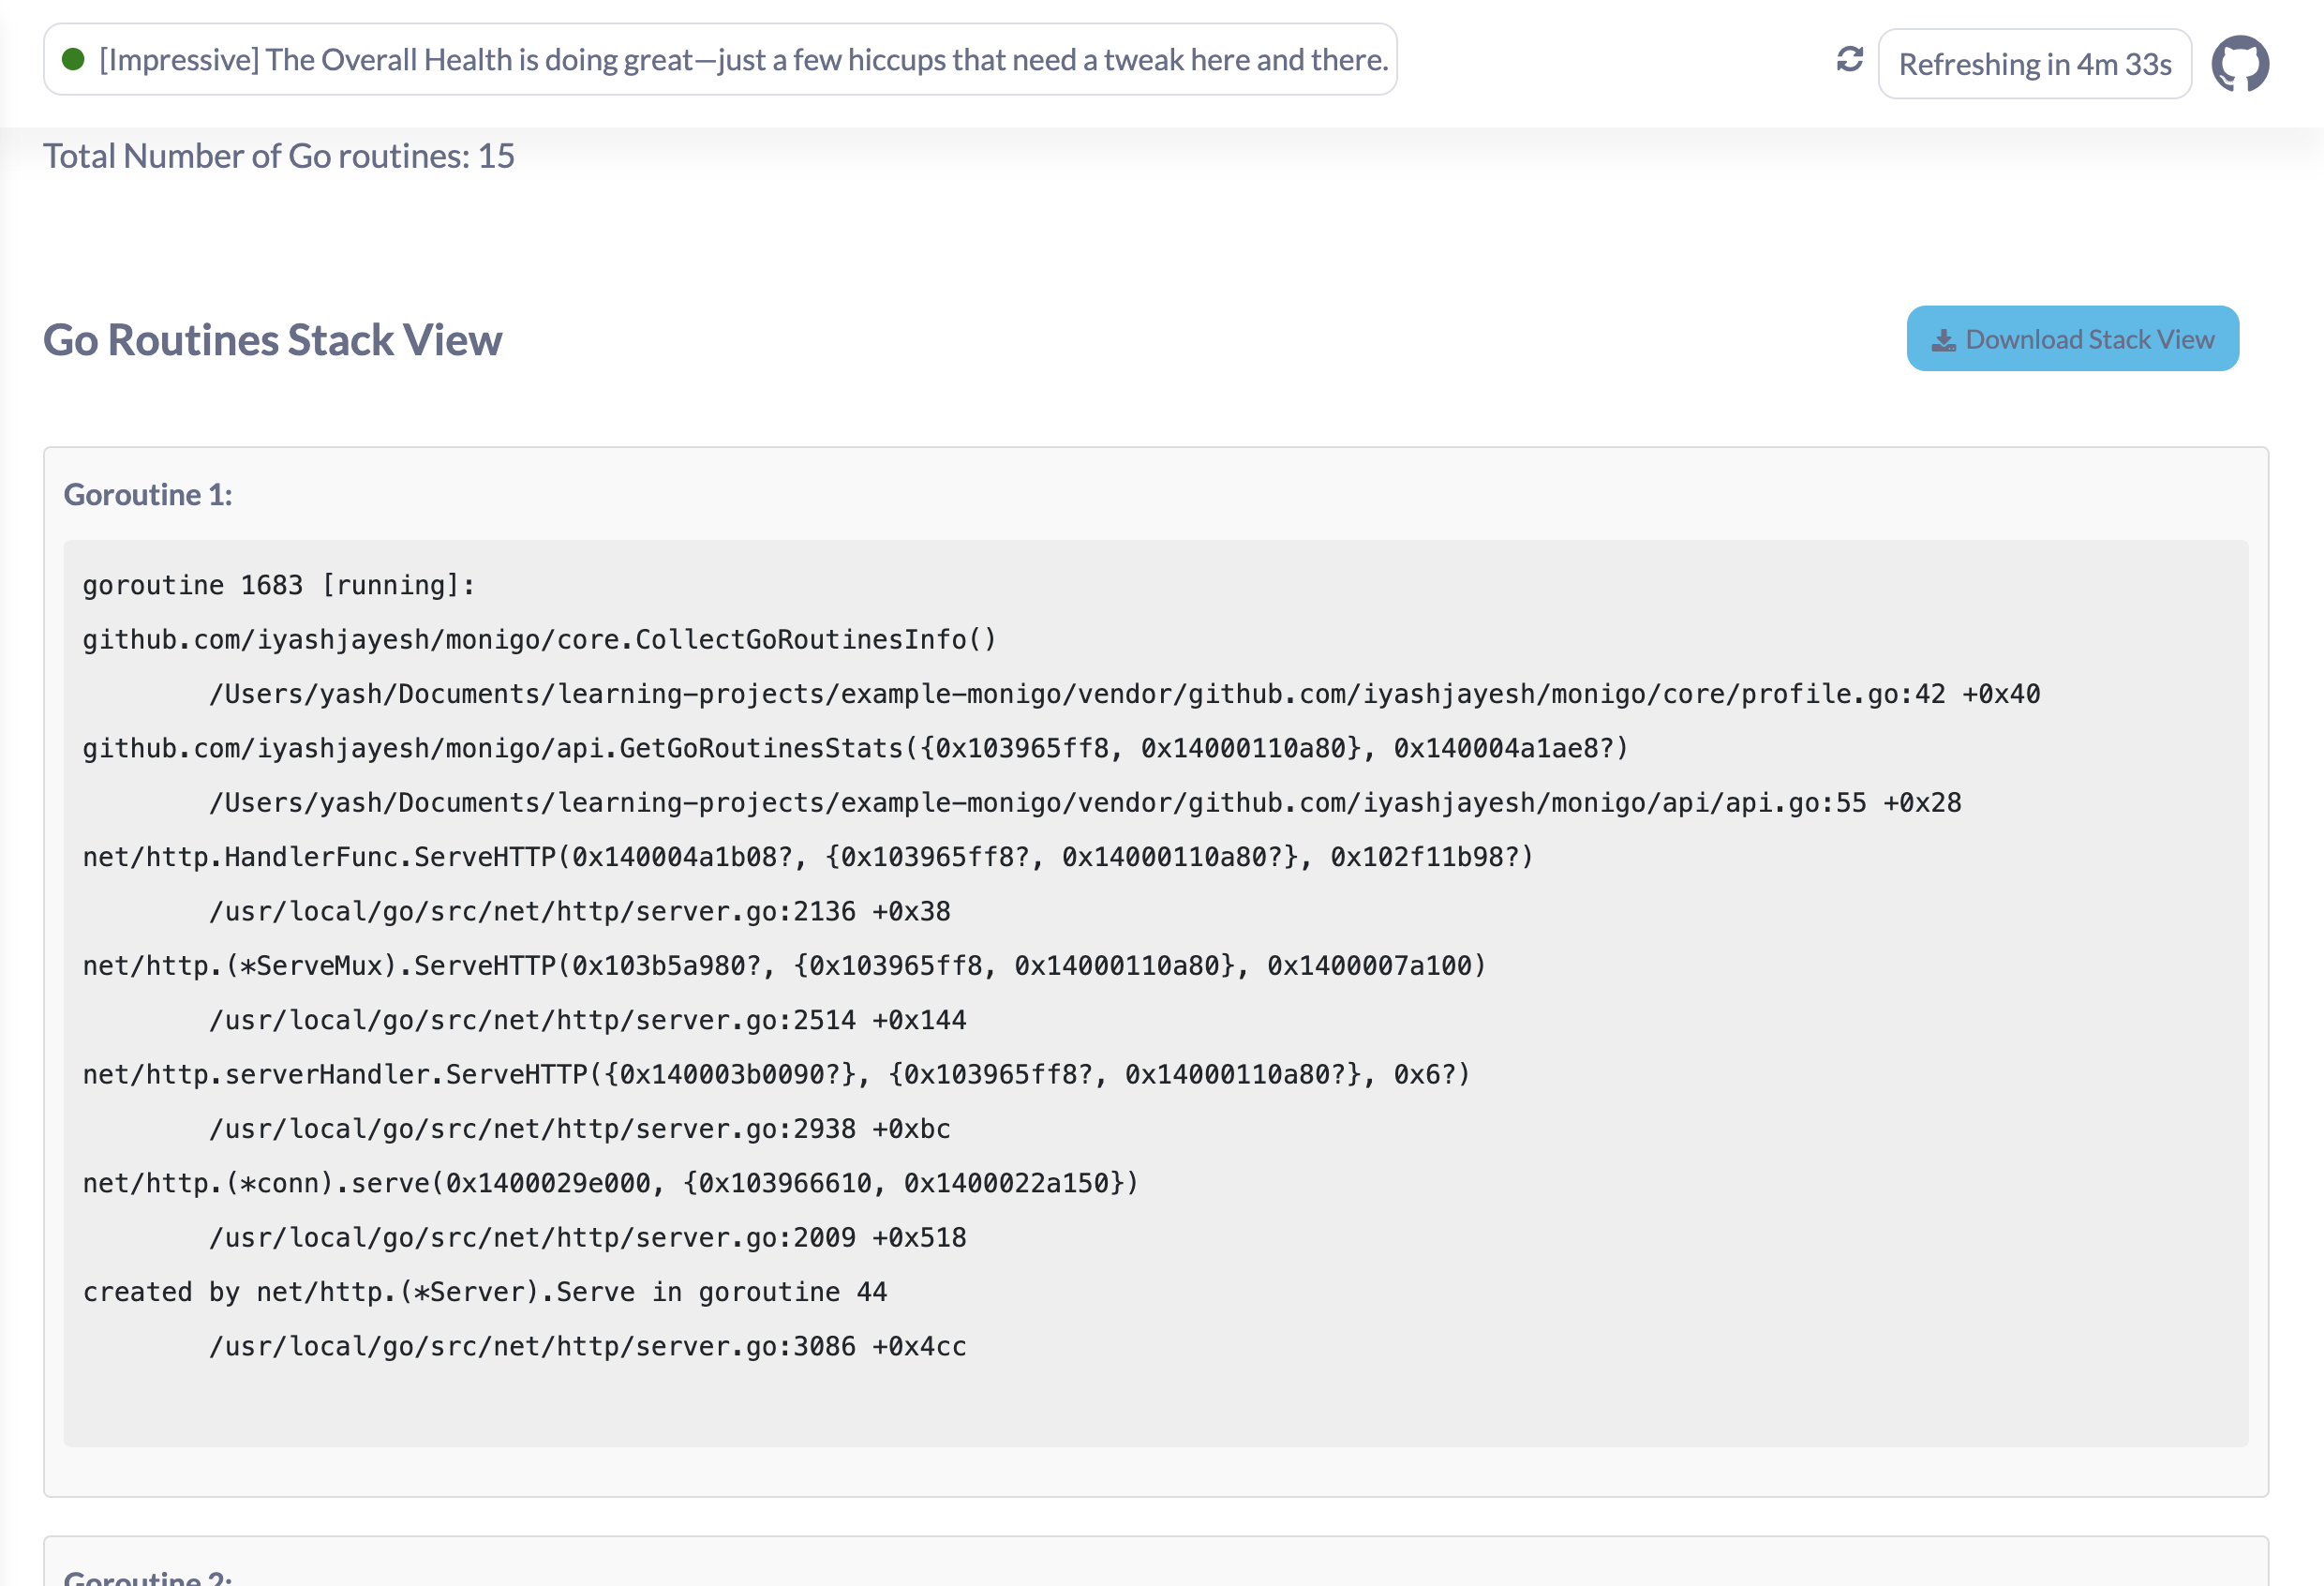 [Impressive] The Overall Health is doing great—just a few hiccups that need a tweak here and there.
Refreshing in 4m 33s
Total Number of Go routines: 15
Go Routines Stack View
Download Stack View
Goroutine 1:
goroutine 1683 [running]:
github.com/iyashjayesh/monigo/core.CollectGoRoutinesInfo()
/Users/yash/Documents/learning-projects/example-monigo/vendor/github.com/iyashjayesh/monigo/core/profile.go:42 +0x40
github.com/iyashjayesh/monigo/api.GetGoRoutinesStats({0x103965ff8, 0x14000110a80}, 0x140004a1ae8?)
/Users/yash/Documents/learning-projects/example-monigo/vendor/github.com/iyashjayesh/monigo/api/api.go:55 +0x28
net/http.HandlerFunc.ServeHTTP(0x140004a1b08?, {0x103965ff8?, 0x14000110a80?}, 0x102f11b98?)
/usr/local/go/src/net/http/server.go:2136 +0x38
net/http.(*ServeMux).ServeHTTP(0x103b5a980?, {0x103965ff8, 0x14000110a80}, 0x1400007a100)
/usr/local/go/src/net/http/server.go:2514 +0x144
net/http.serverHandler.ServeHTTP({0x140003b0090?}, {0x103965ff8?, 0x14000110a80?}, 0x6?)
/usr/local/go/src/net/http/server.go:2938 +0xbc
net/http.(*conn).serve(0x1400029e000, {0x103966610, 0x1400022a150})
/usr/local/go/src/net/http/server.go:2009 +0x518
created by net/http.(*Server).Serve in goroutine 44
/usr/local/go/src/net/http/server.go:3086 +0x4cc
Goroutine 2: